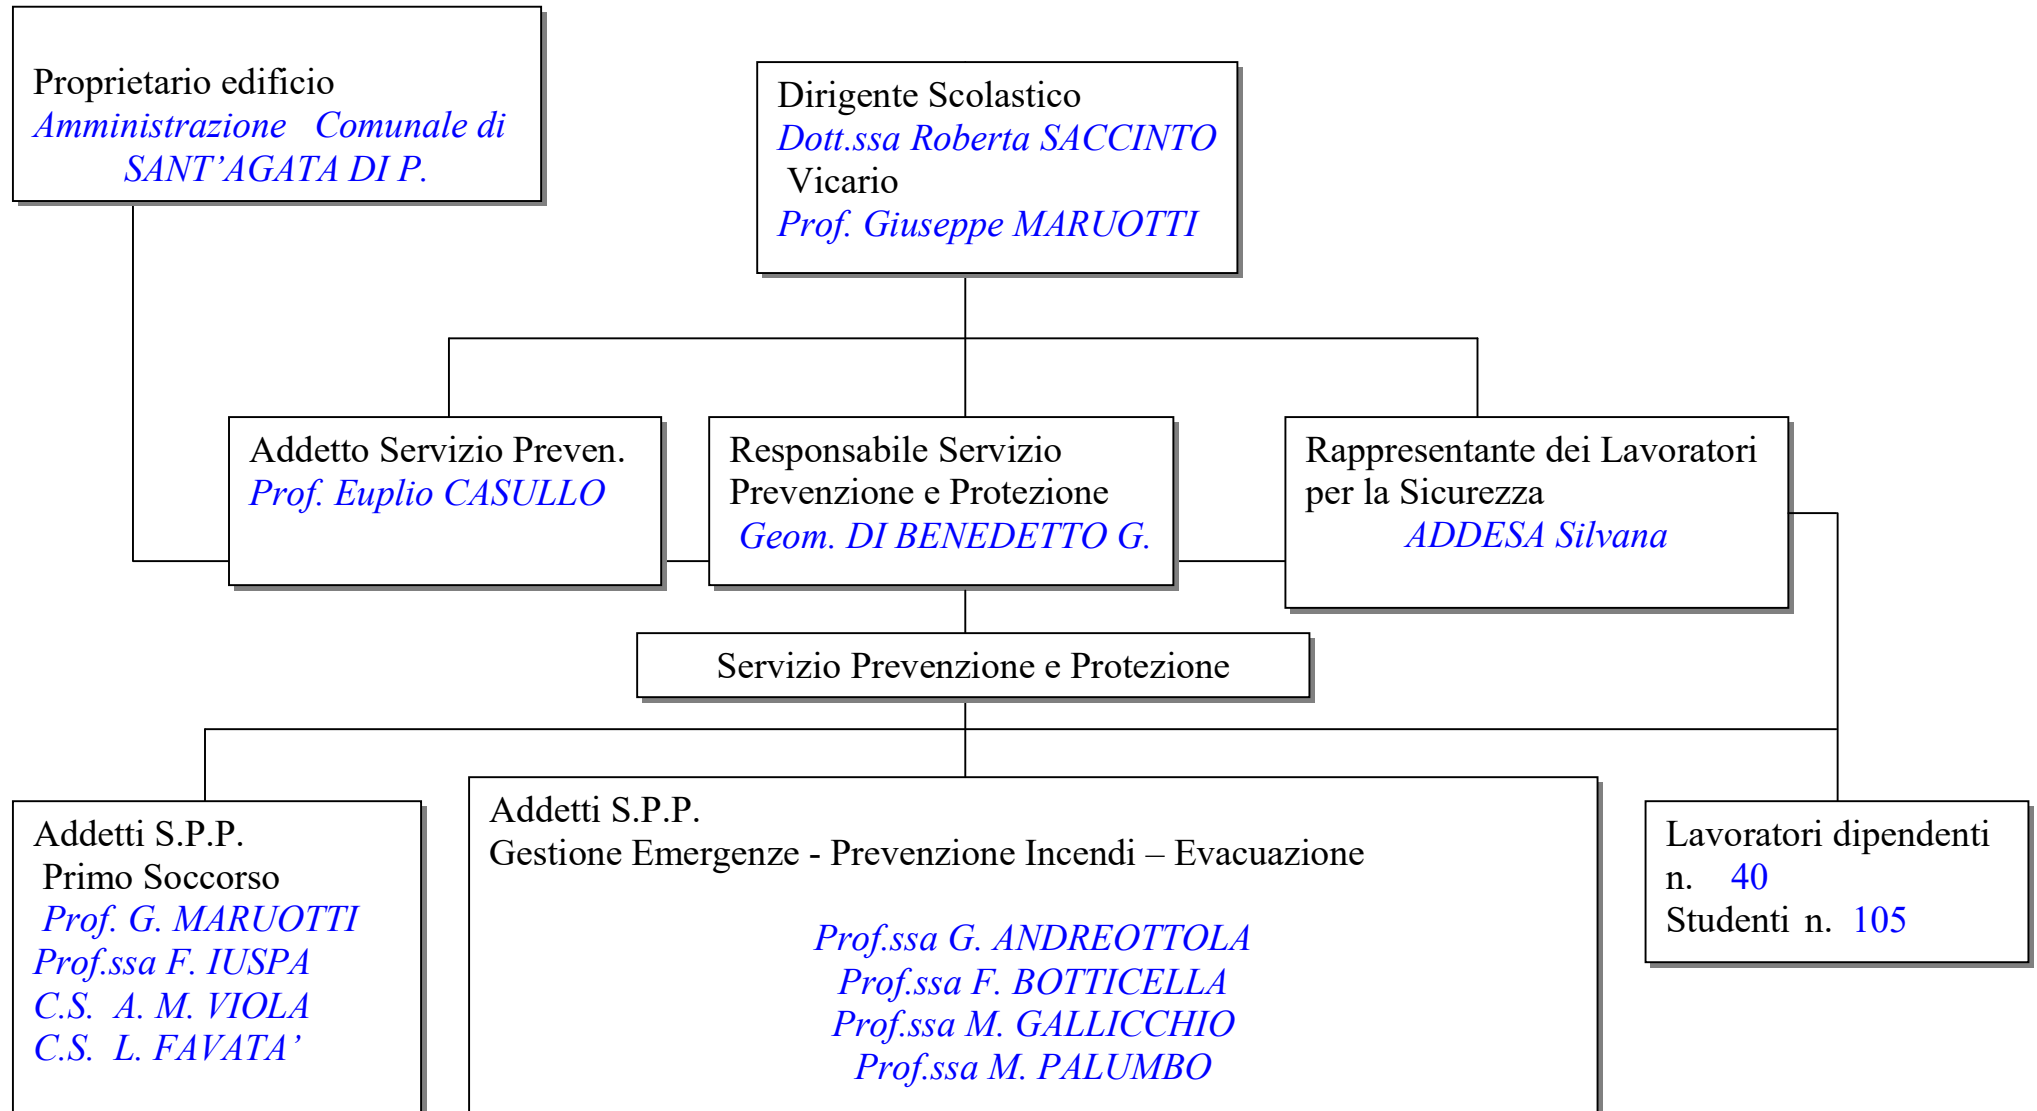 Proprietario edificio
Amministrazione Comunale di
SANT’AGATA DI P.
Dirigente Scolastico
Dott.ssa Roberta SACCINTO
Vicario
Prof. Giuseppe MARUOTTI
Addetto Servizio Preven.
Prof. Euplio CASULLO
Responsabile Servizio
Prevenzione e Protezione
Geom. DI BENEDETTO G.
Rappresentante dei Lavoratori
per la Sicurezza
ADDESA Silvana
Servizio Prevenzione e Protezione
Addetti S.P.P.
Primo Soccorso
Prof. G. MARUOTTI
Prof.ssa F. IUSPA
C.S. A. M. VIOLA
C.S. L. FAVATA’
Addetti S.P.P.
Gestione Emergenze - Prevenzione Incendi – Evacuazione
Prof.ssa G. ANDREOTTOLA
Prof.ssa F. BOTTICELLA
Prof.ssa M. GALLICCHIO
Prof.ssa M. PALUMBO
Lavoratori dipendenti
n. 40
Studenti n. 105